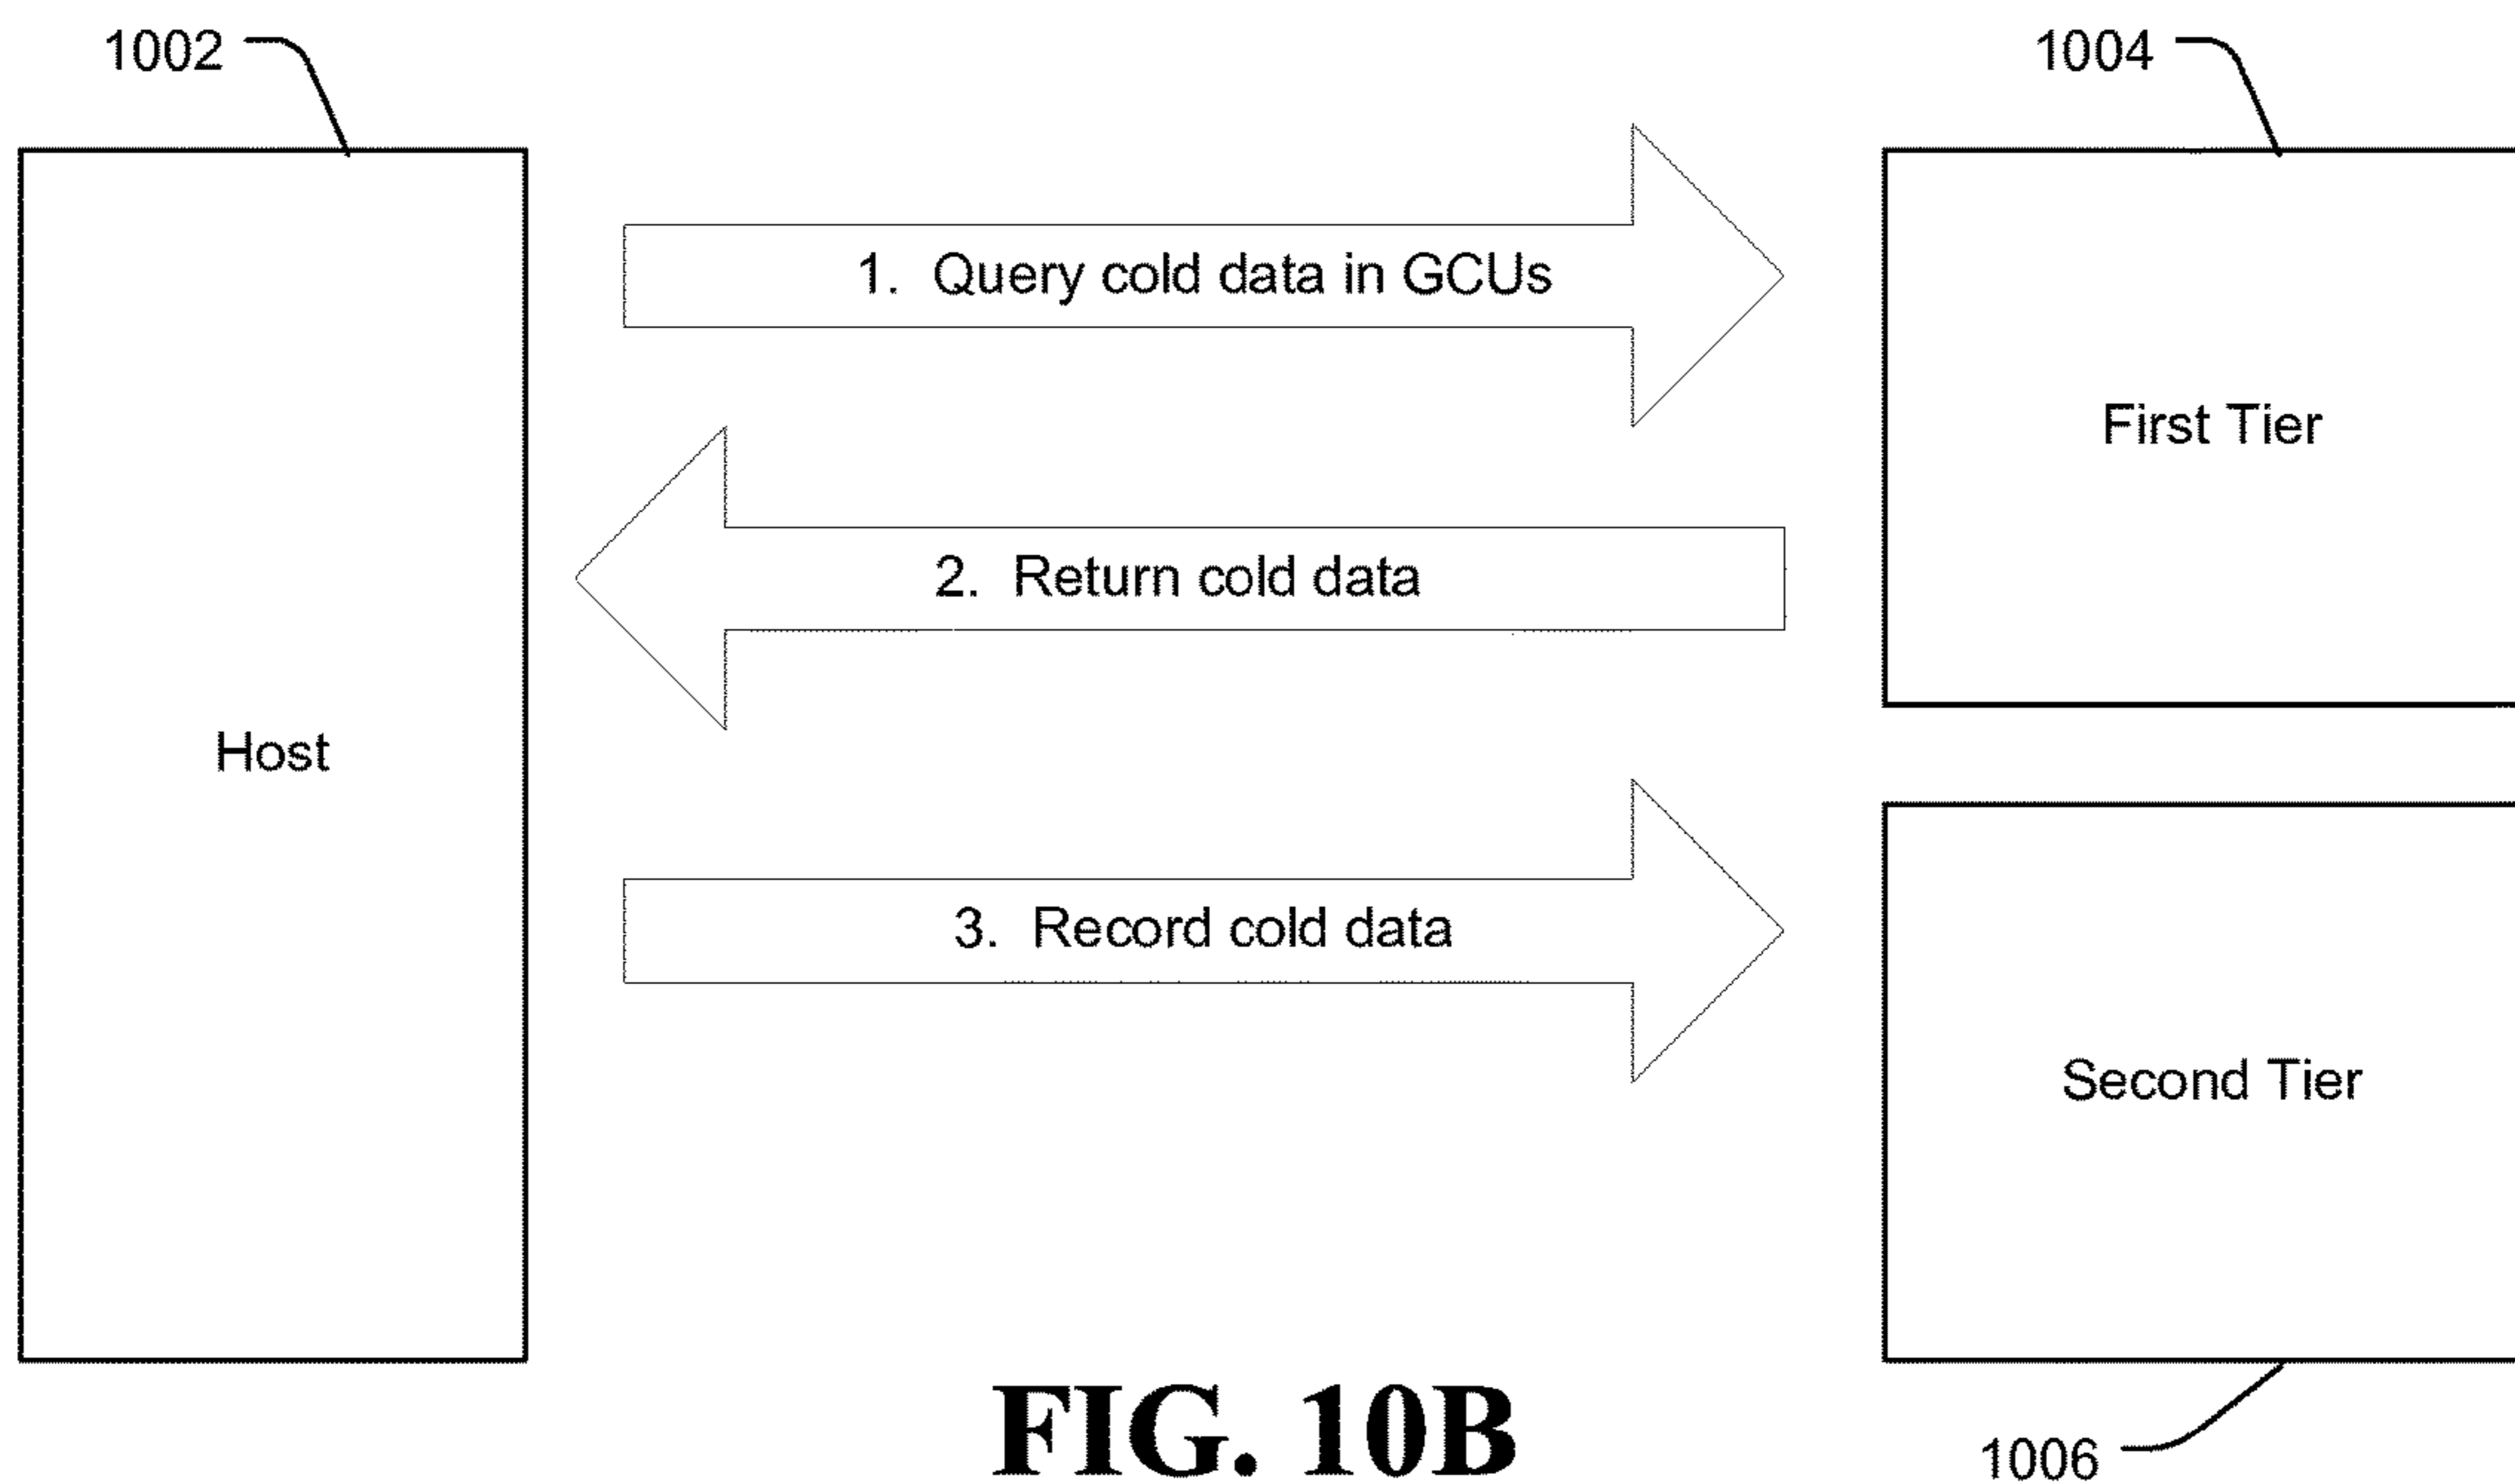 1002
1004
1. Query cold data in GCUs
First Tier
2. Return cold data
Host
3. Record cold data
Second Tier
FIG. 10B
1006